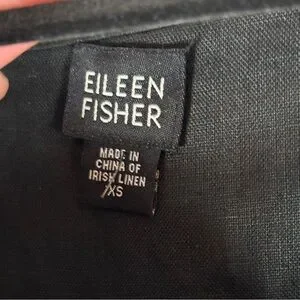 EILEEN
FISHER
MADE IN
CHINA OF
IRISH LINEN
XS